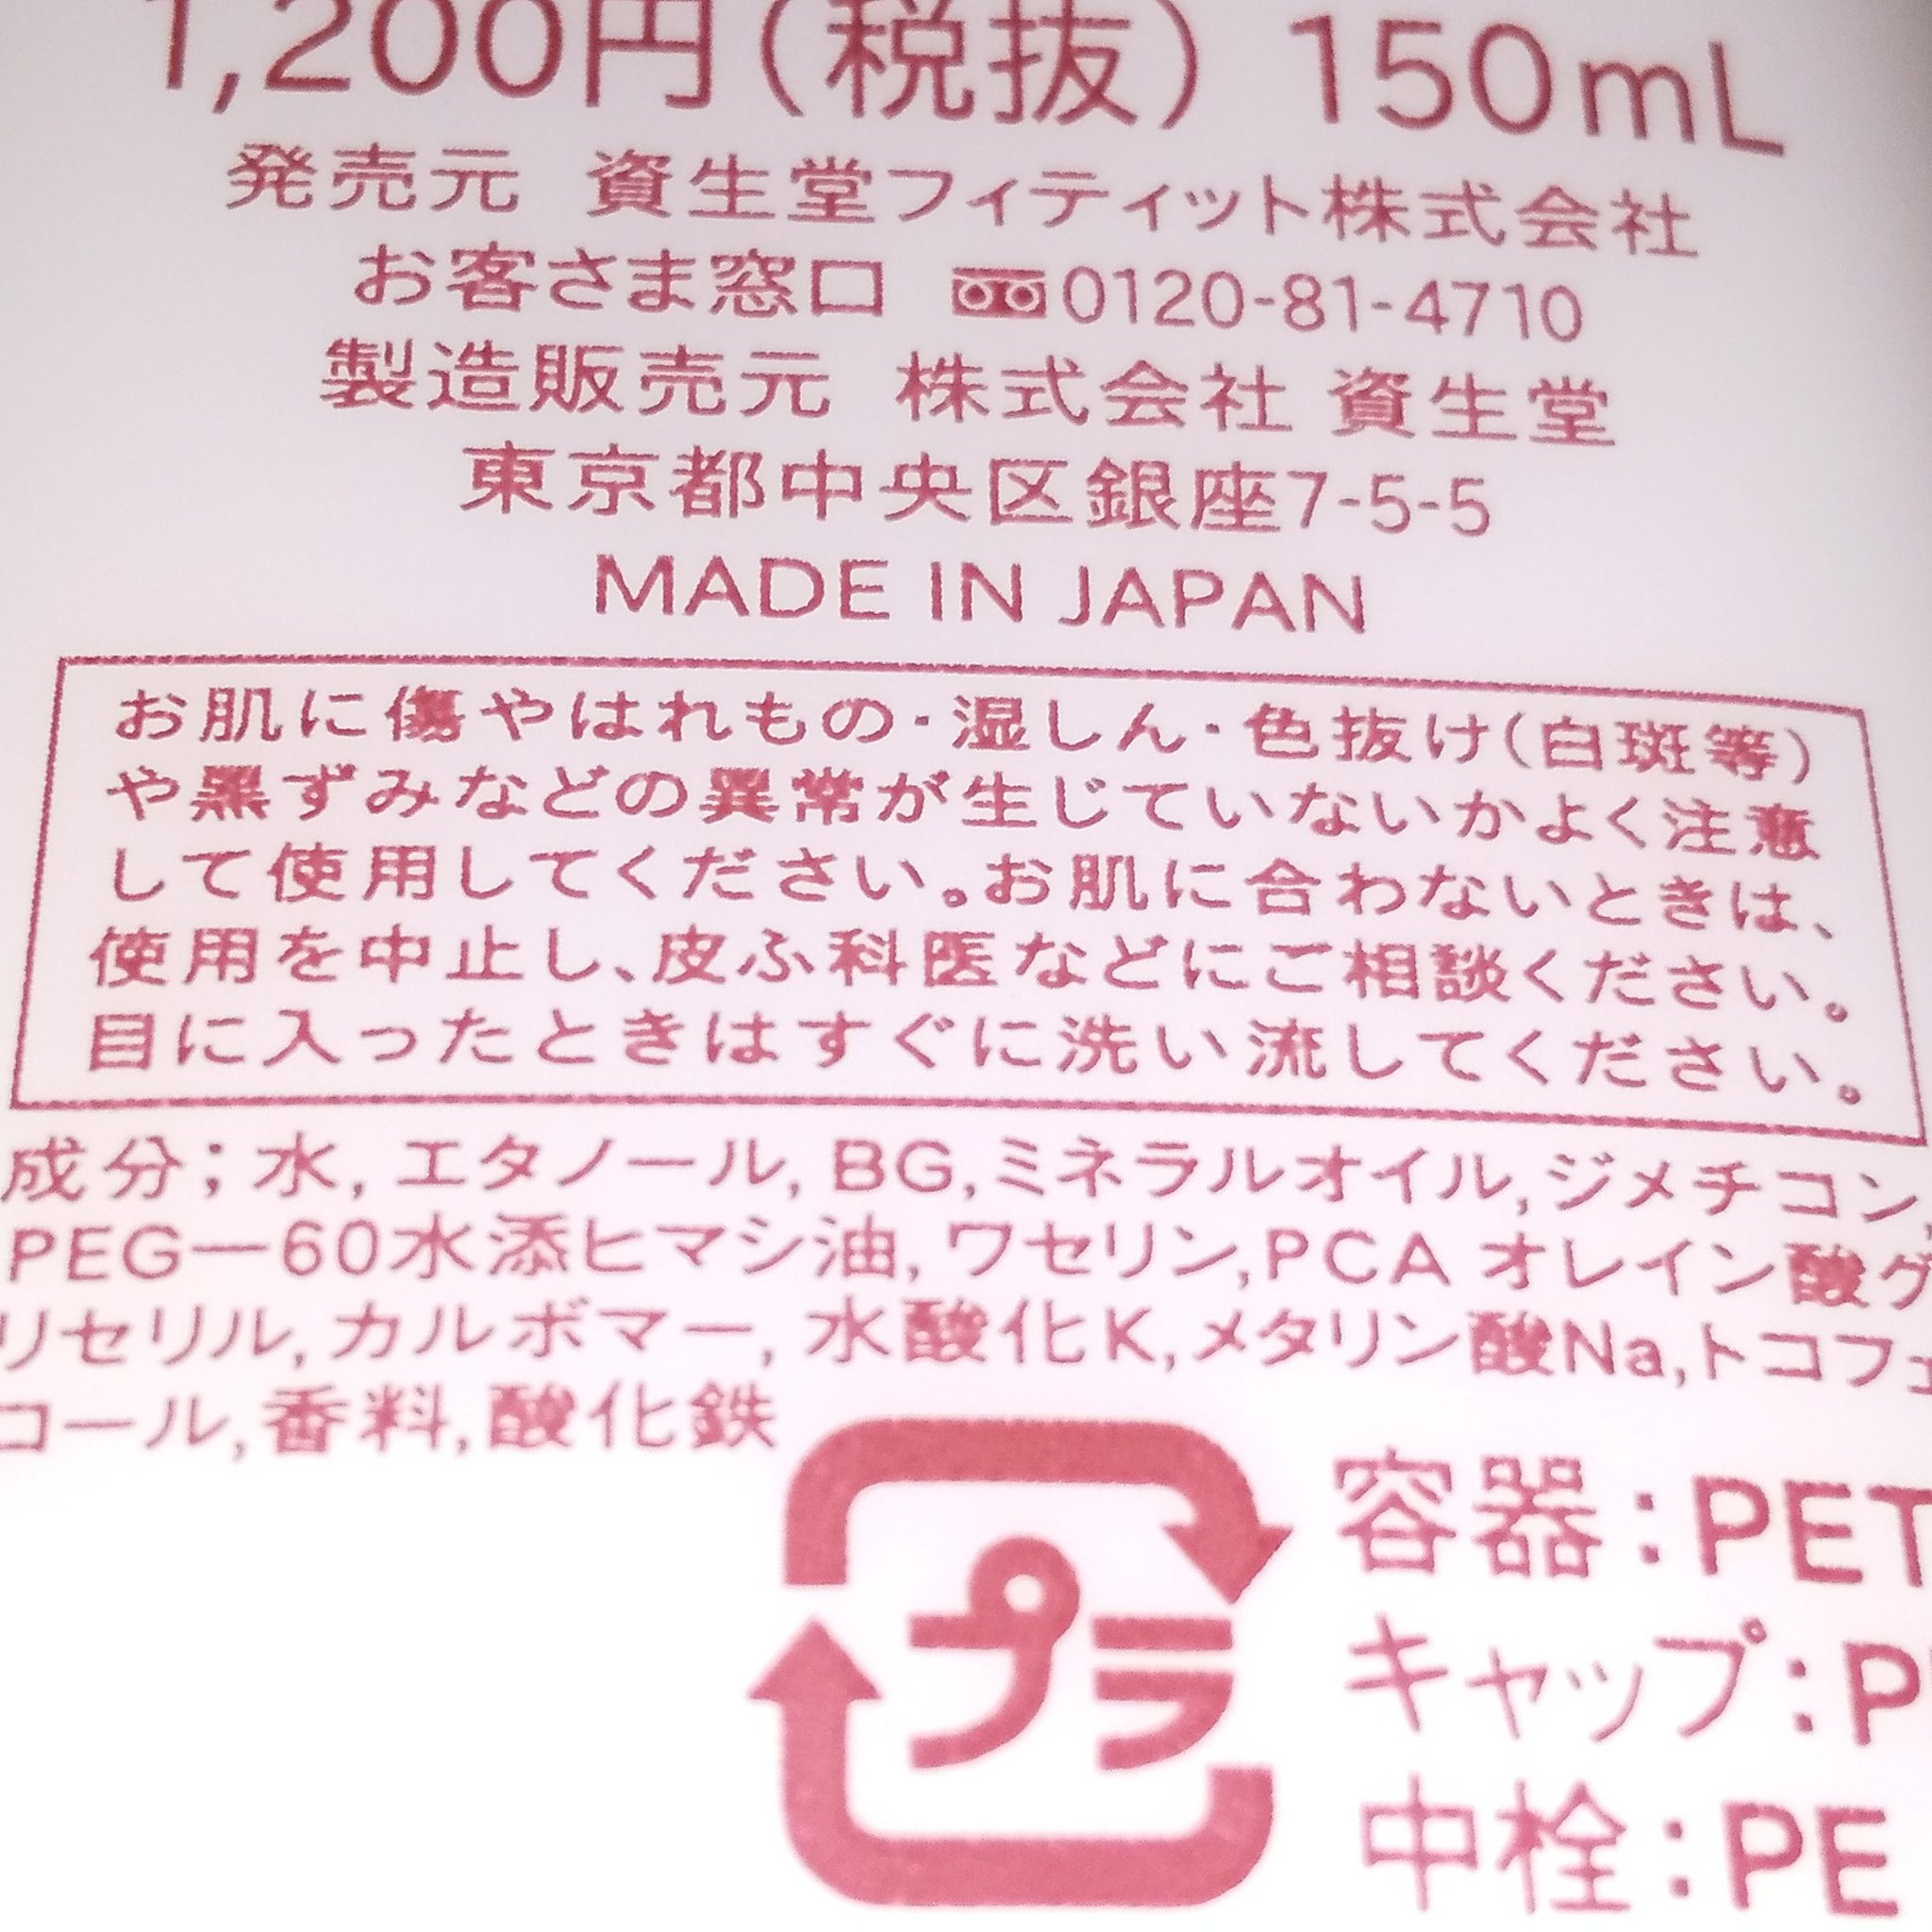 1,200円(税抜) 150mL
発売元 資生堂フィティット株式会社
お客さま窓口 0120-81-4710
製造販売元 株式会社 資生堂
東京都中央区銀座7-5-5
MADE IN JAPAN
お肌に傷やはれもの・湿しん・色抜け(白斑等)
や黒ずみなどの異常が生じていないかよく注意
して使用してください。お肌に合わないときは、
使用を中止し、皮ふ科医などにご相談ください。
目に入ったときはすぐに洗い流してください。
成分;水,エタノール,BG,ミネラルオイル,ジメチコン,
PEG－60水添ヒマシ油,ワセリン,PCA オレイン酸グ
リセリル,カルボマー,水酸化K,メタリン酸Na,トコフェ
コール,香料,酸化鉄
プラ
容器:PET
キャップ:
中栓:PE